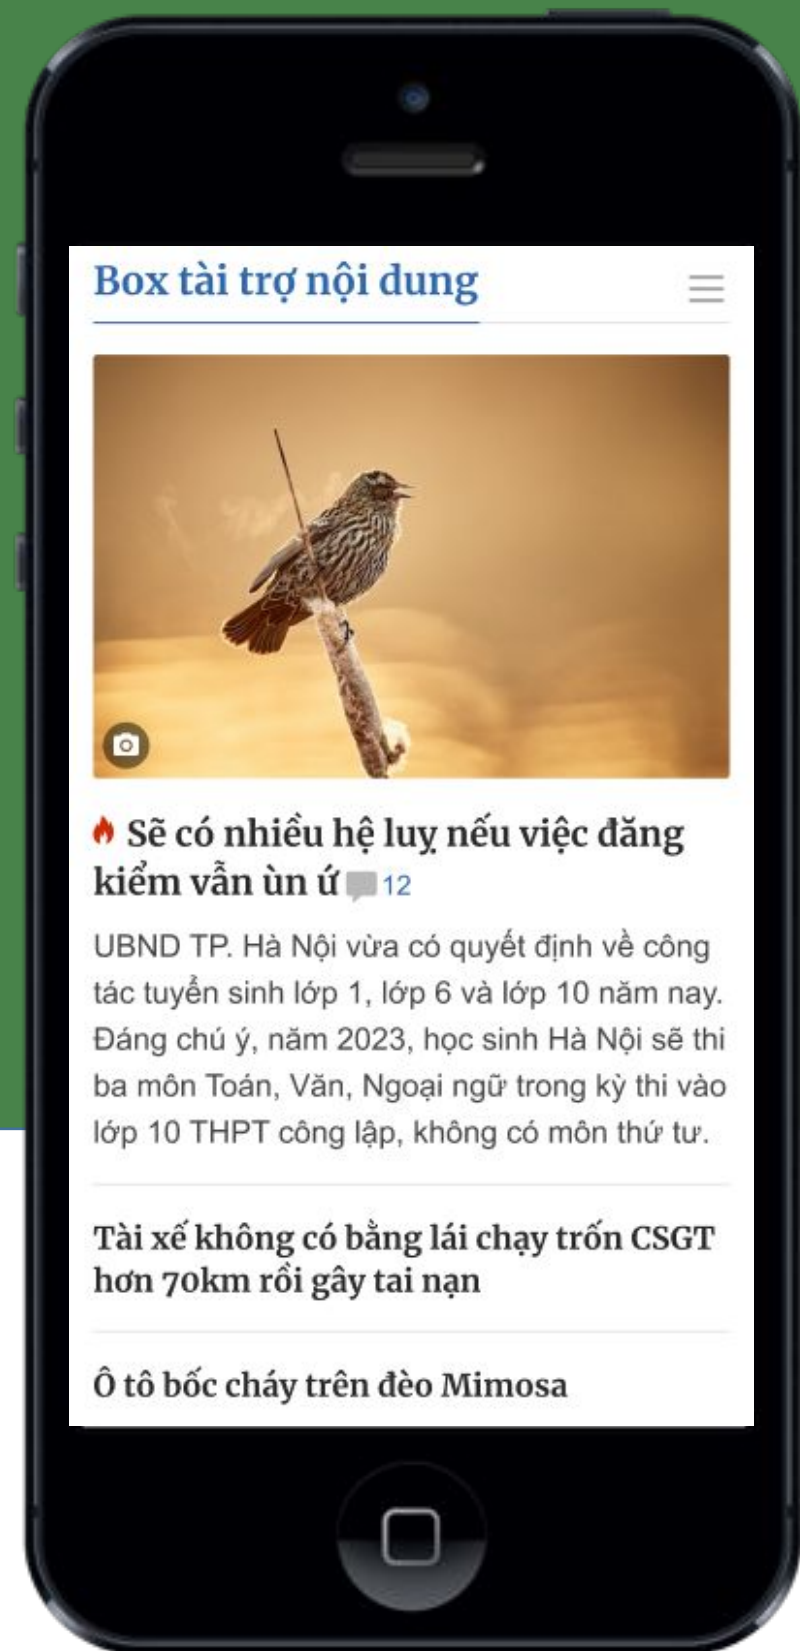 Box tài trợ nội dung
Sẽ có nhiều hệ luỵ nếu việc đăng
kiểm vẫn ùn ứ 12
UBND TP. Hà Nội vừa có quyết định về công
tác tuyển sinh lớp 1, lớp 6 và lớp 10 năm nay.
Đáng chú ý, năm 2023, học sinh Hà Nội sẽ thi
ba môn Toán, Văn, Ngoại ngữ trong kỳ thi vào
lớp 10 THPT công lập, không có môn thứ tư.
Tài xế không có bằng lái chạy trốn CSGT
hơn 70km rồi gây tai nạn
Ô tô bốc cháy trên đèo Mimosa